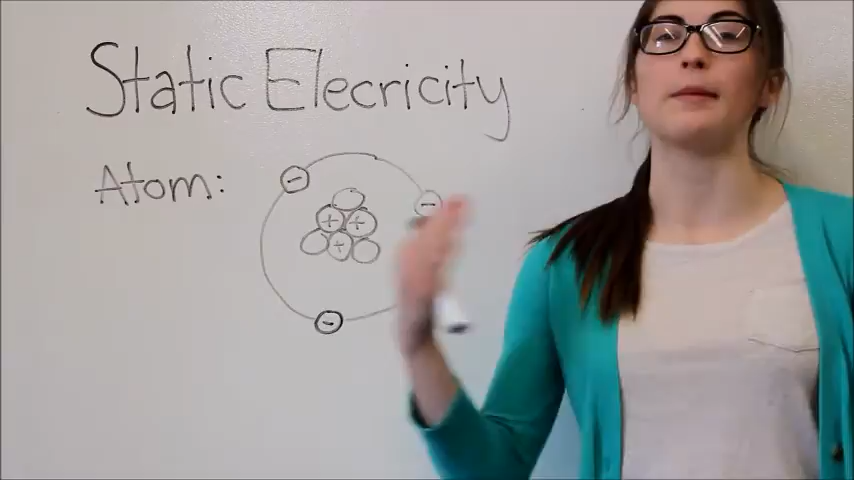 Static Elecricity
Atom:
- -
+ +
+
-